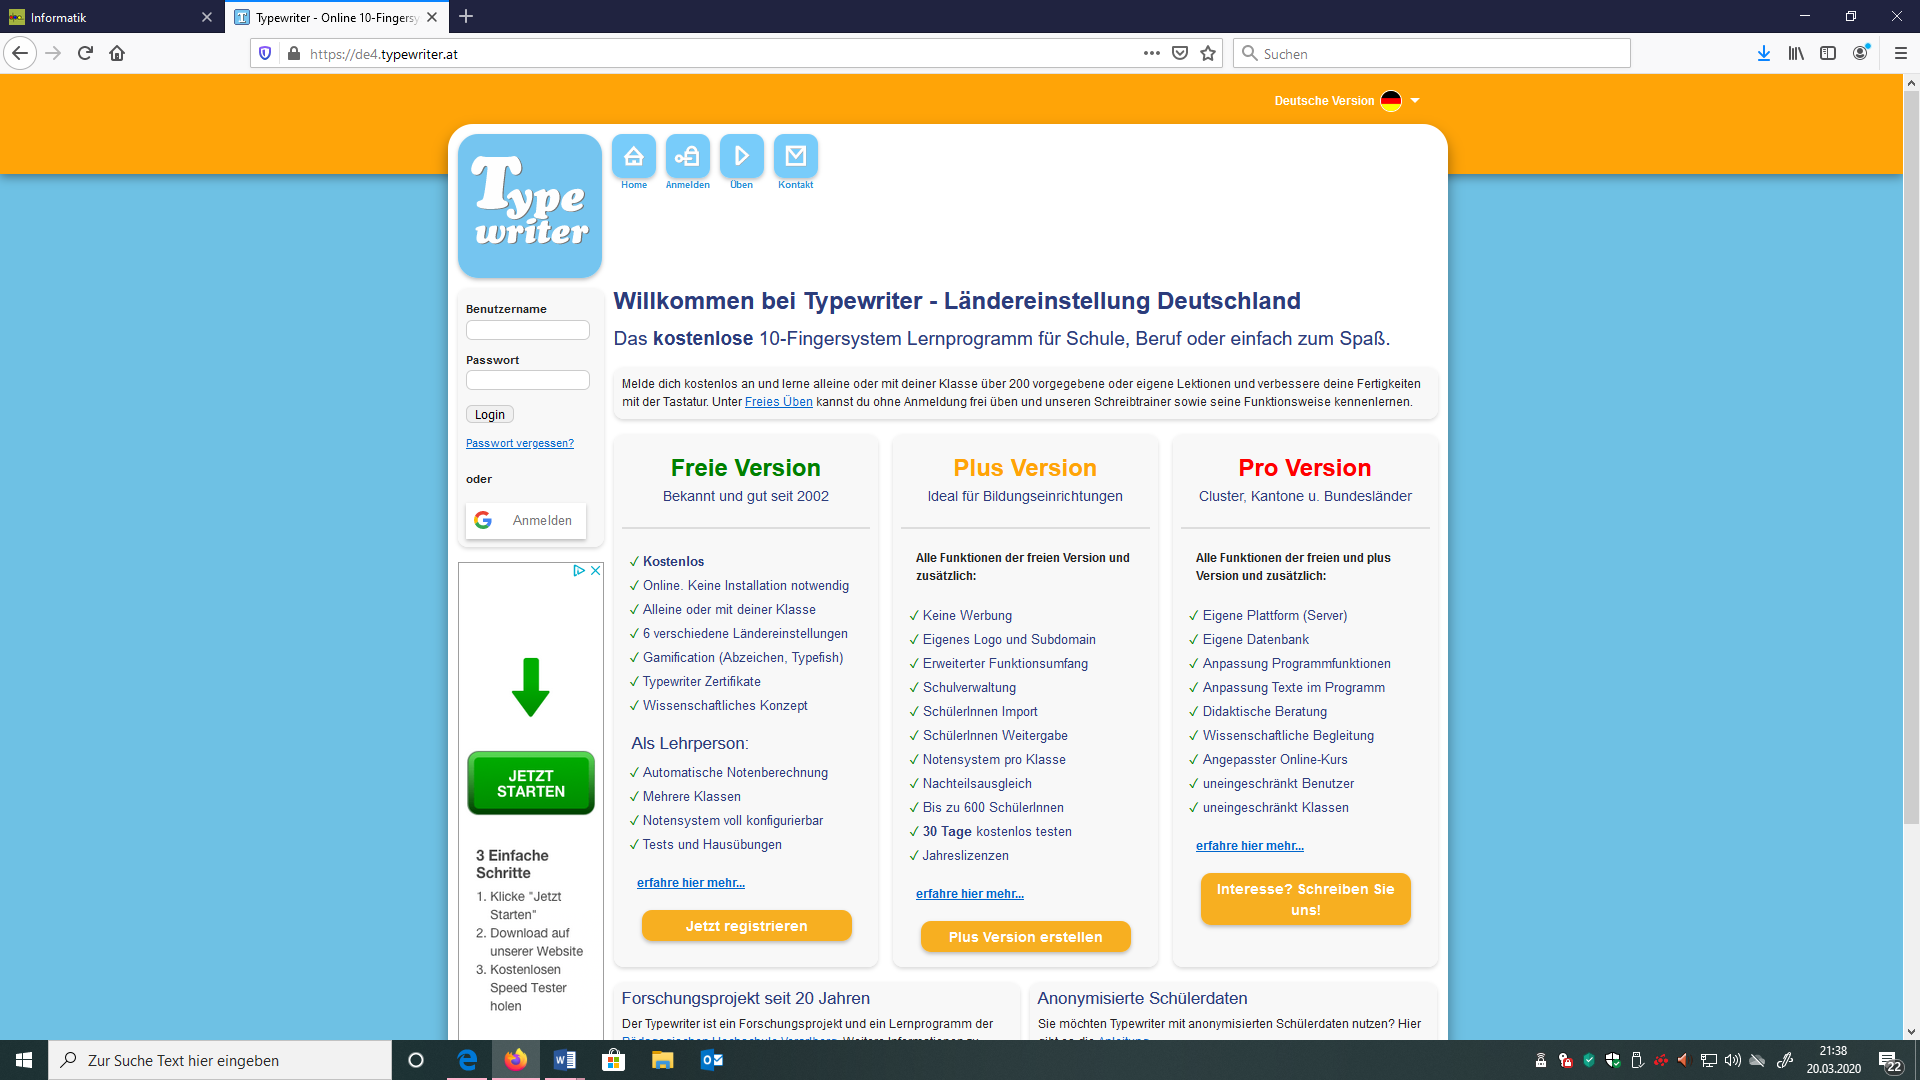 Informatik
Typewriter - Online 10-Fingersy
https://de4.typewriter.at
Suchen
Deutsche Version
Type
writer
Home
Anmelden
Üben
Kontakt
Benutzername
Passwort
Login
Passwort vergessen?
oder
Anmelden
JETZT
STARTEN
3 Einfache
Schritte
1. Klicke "Jetzt
Starten"
2. Download auf
unserer Website
3. Kostenlosen
Speed Tester
holen
Willkommen bei Typewriter - Ländereinstellung Deutschland
Das kostenlose 10-Fingersystem Lernprogramm für Schule, Beruf oder einfach zum Spaß.
Melde dich kostenlos an und lerne alleine oder mit deiner Klasse über 200 vorgegebene oder eigene Lektionen und verbessere deine Fertigkeiten
mit der Tastatur. Unter Freies Üben kannst du ohne Anmeldung frei üben und unseren Schreibtrainer sowie seine Funktionsweise kennenlernen.
Freie Version
Bekannt und gut seit 2002
✓ Kostenlos
✓ Online. Keine Installation notwendig
✓ Alleine oder mit deiner Klasse
✓ 6 verschiedene Ländereinstellungen
✓ Gamification (Abzeichen, Typefish)
✓ Typewriter Zertifikate
✓ Wissenschaftliches Konzept
Als Lehrperson:
✓ Automatische Notenberechnung
✓ Mehrere Klassen
✓ Notensystem voll konfigurierbar
✓ Tests und Hausübungen
erfahre hier mehr...
Jetzt registrieren
Plus Version
Ideal für Bildungseinrichtungen
Alle Funktionen der freien Version und
zusätzlich:
✓ Keine Werbung
✓ Eigenes Logo und Subdomain
✓ Erweiterter Funktionsumfang
✓ Schulverwaltung
✓ SchülerInnen Import
✓ SchülerInnen Weitergabe
✓ Notensystem pro Klasse
✓ Nachteilsausgleich
✓ Bis zu 600 SchülerInnen
✓ 30 Tage kostenlos testen
✓ Jahreslizenzen
erfahre hier mehr...
Plus Version erstellen
Pro Version
Cluster, Kantone u. Bundesländer
Alle Funktionen der freien und plus
Version und zusätzlich:
✓ Eigene Plattform (Server)
✓ Eigene Datenbank
✓ Anpassung Programmfunktionen
✓ Anpassung Texte im Programm
✓ Didaktische Beratung
✓ Wissenschaftliche Begleitung
✓ Angepasster Online-Kurs
✓ uneingeschränkt Benutzer
✓ uneingeschränkt Klassen
erfahre hier mehr...
Interesse? Schreiben Sie
uns!
Forschungsprojekt seit 20 Jahren
Der Typewriter ist ein Forschungsprojekt und ein Lernprogramm der
Anonymisierte Schülerdaten
Sie möchten Typewriter mit anonymisierten Schülerdaten nutzen? Hier
Zur Suche Text hier eingeben
21:38
20.03.2020
22